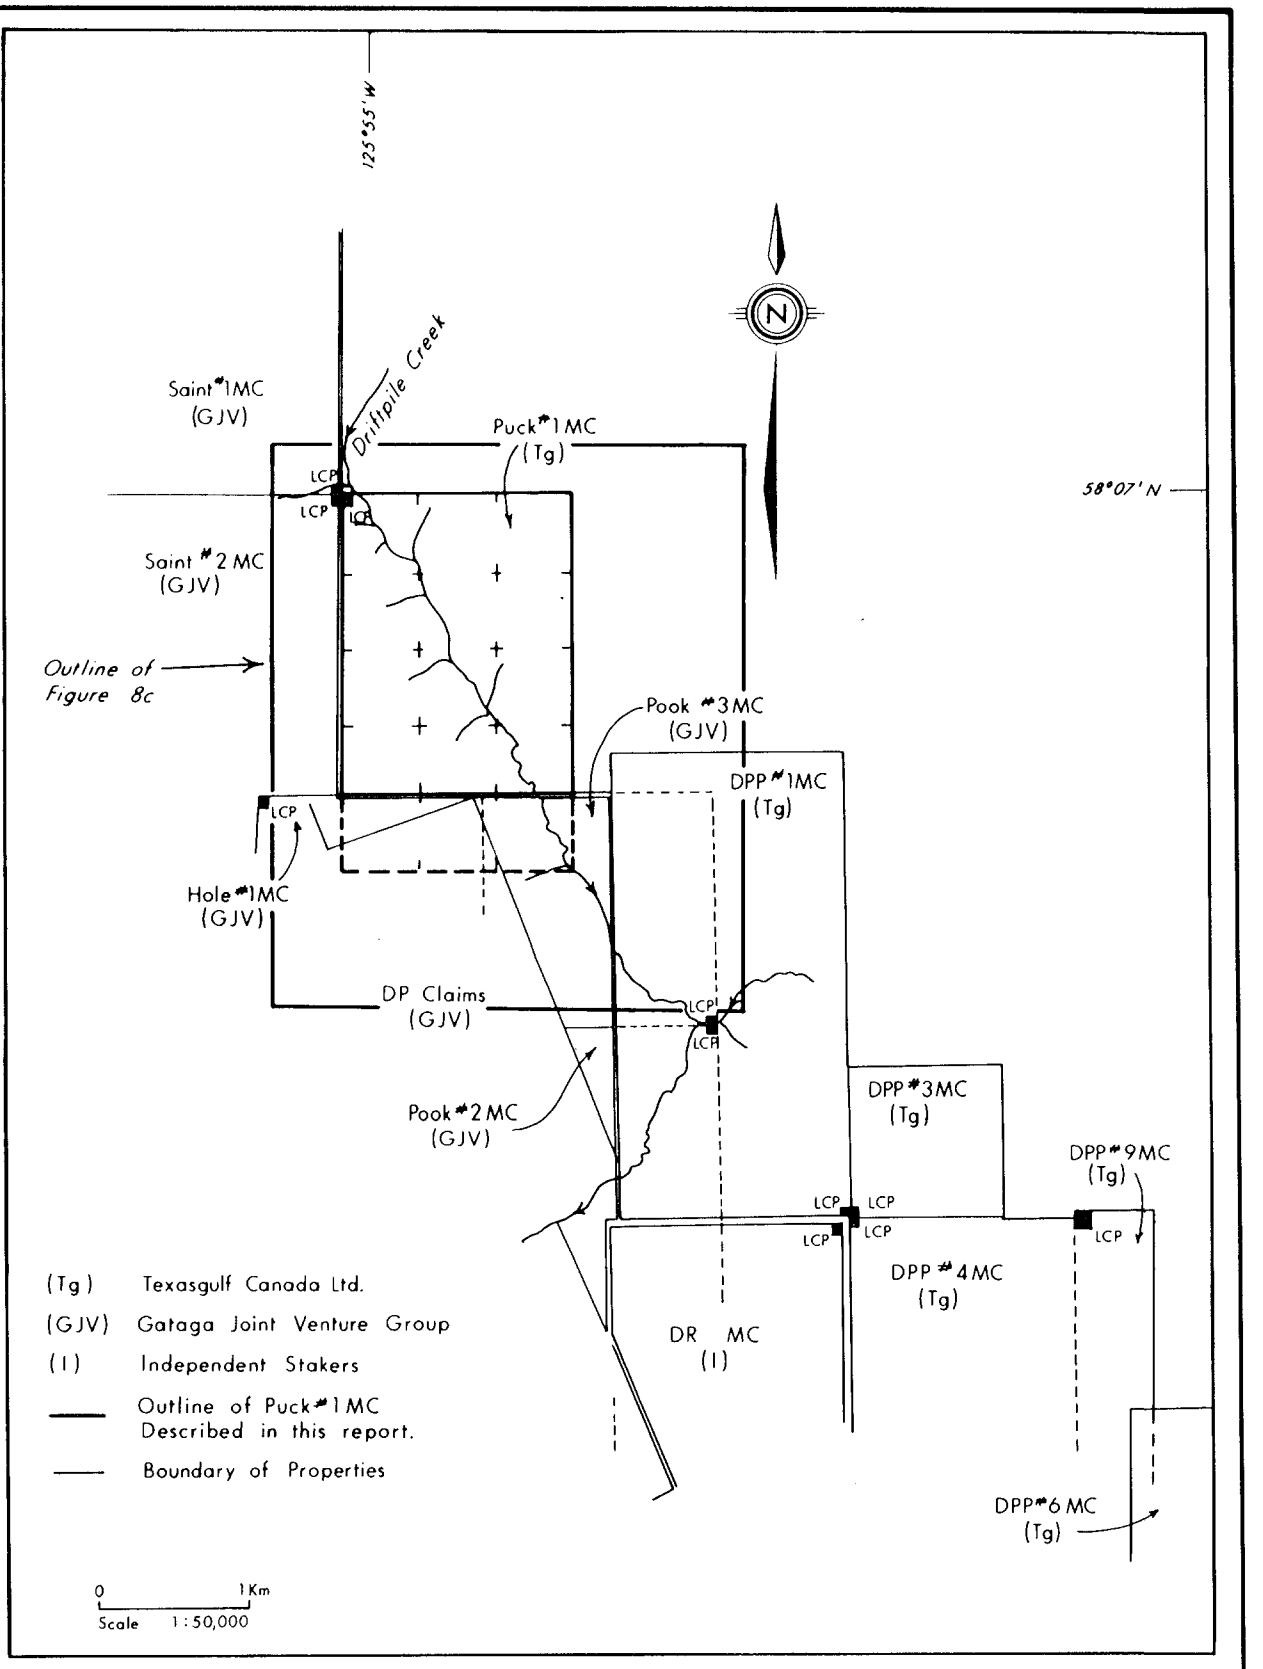 125°55'W
N
Driftpile Creek
Saint #1MC
(GJV)
Puck #1MC
(Tg)
LCP
58°07'N
LCP
LCP
Saint #2MC
(GJV)
Outline of
Figure 8c
Pook #3MC
(GJV)
DPP #1MC
(Tg)
LCP
Hole #1MC
(GJV)
DP Claims
(GJV)
LCP
LCP
Pook #2MC
(GJV)
DPP #3MC
(Tg)
DPP #9MC
(Tg)
LCP
LCP
LCP
LCP
LCP
DPP #4MC
(Tg)
DR MC
(I)
(Tg) Texasgulf Canada Ltd.
(GJV) Gataga Joint Venture Group
(I) Independent Stakers
Outline of Puck #1MC
Described in this report.
Boundary of Properties
DPP #6MC
(Tg)
0 1Km
Scale 1:50,000